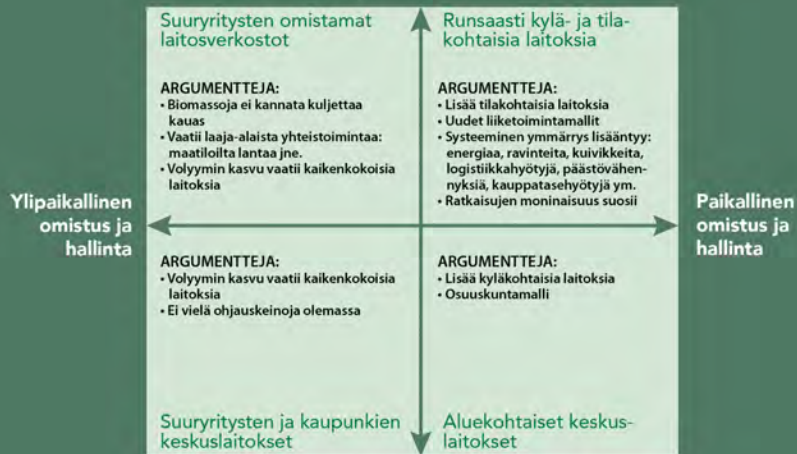 Suuryritysten omistamat
laitosverkostot
ARGUMENTTEJA:
• Biomassoja ei kannata kuljettaa
kauas
• Vaatii laaja-alaista yhteistoimintaa:
maatiloilta lantaa jne.
• Volyymin kasvu vaatii kaikenkokoisia
laitoksia
Runsaasti kylä- ja tila-
kohtaisia laitoksia
ARGUMENTTEJA:
• Lisää tilakohtaisia laitoksia
• Uudet liiketoimintamallit
• Systeeminen ymmärrys lisääntyy:
energiaa, ravinteita, kuivikkeita,
logistiikkahyötyjä, päästövähen-
nyksiä, kauppatasehyötyjä ym.
• Ratkaisujen moninaisuus suosii
Ylipaikallinen
omistus ja
hallinta
Paikallinen
omistus ja
hallinta
ARGUMENTTEJA:
• Volyymin kasvu vaatii kaikenkokoisia
laitoksia
• Ei vielä ohjauskeinoja olemassa
Suuryritysten ja kaupunkien
keskuslaitokset
ARGUMENTTEJA:
• Lisää kyläkohtaisia laitoksia
• Osuuskuntamalli
Aluekohtaiset keskus-
laitokset